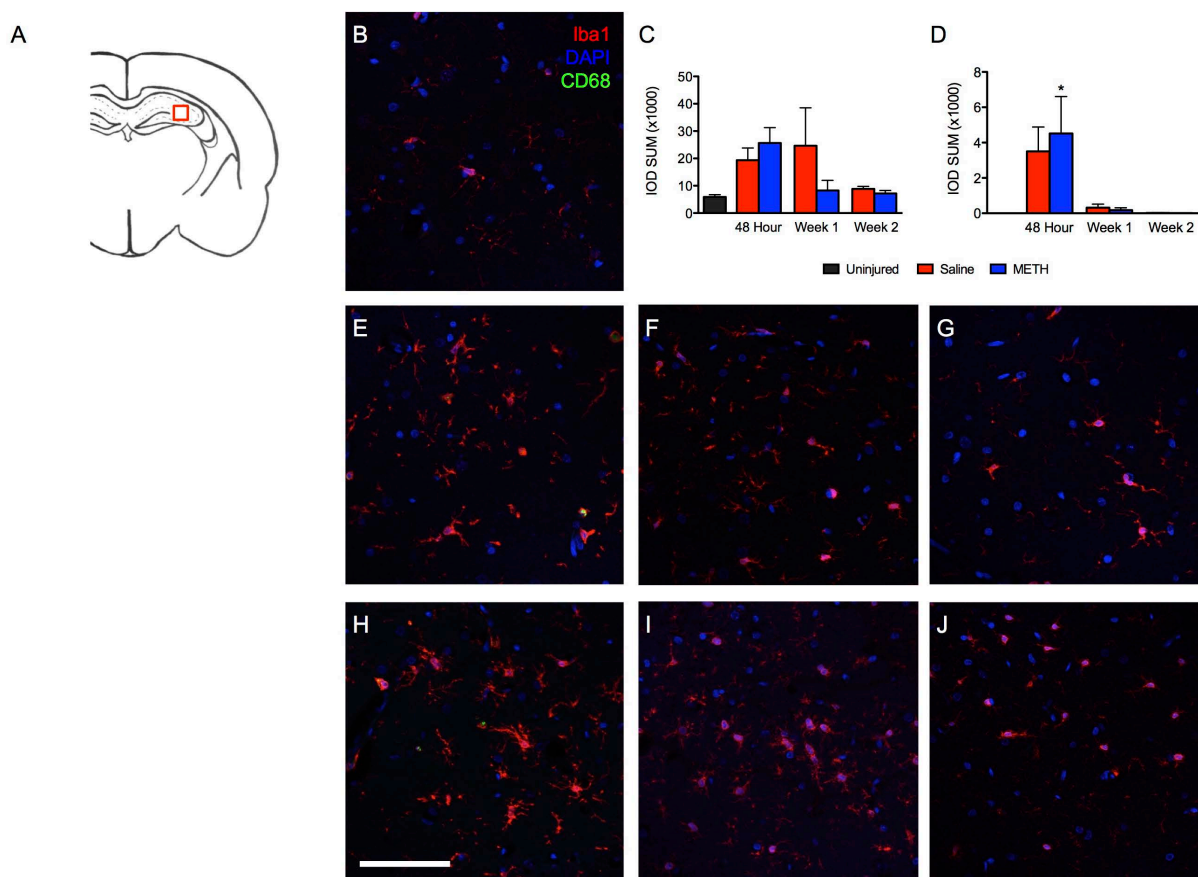 A
B
Iba1
DAPI
CD68
C
IOD SUM (x1000)
50
40
30
20
10
0
48 Hour Week 1 Week 2
D
IOD SUM (x1000)
8
6
4
2
0
*
48 Hour Week 1 Week 2
Uninjured Saline METH
E
F
G
H
I
J